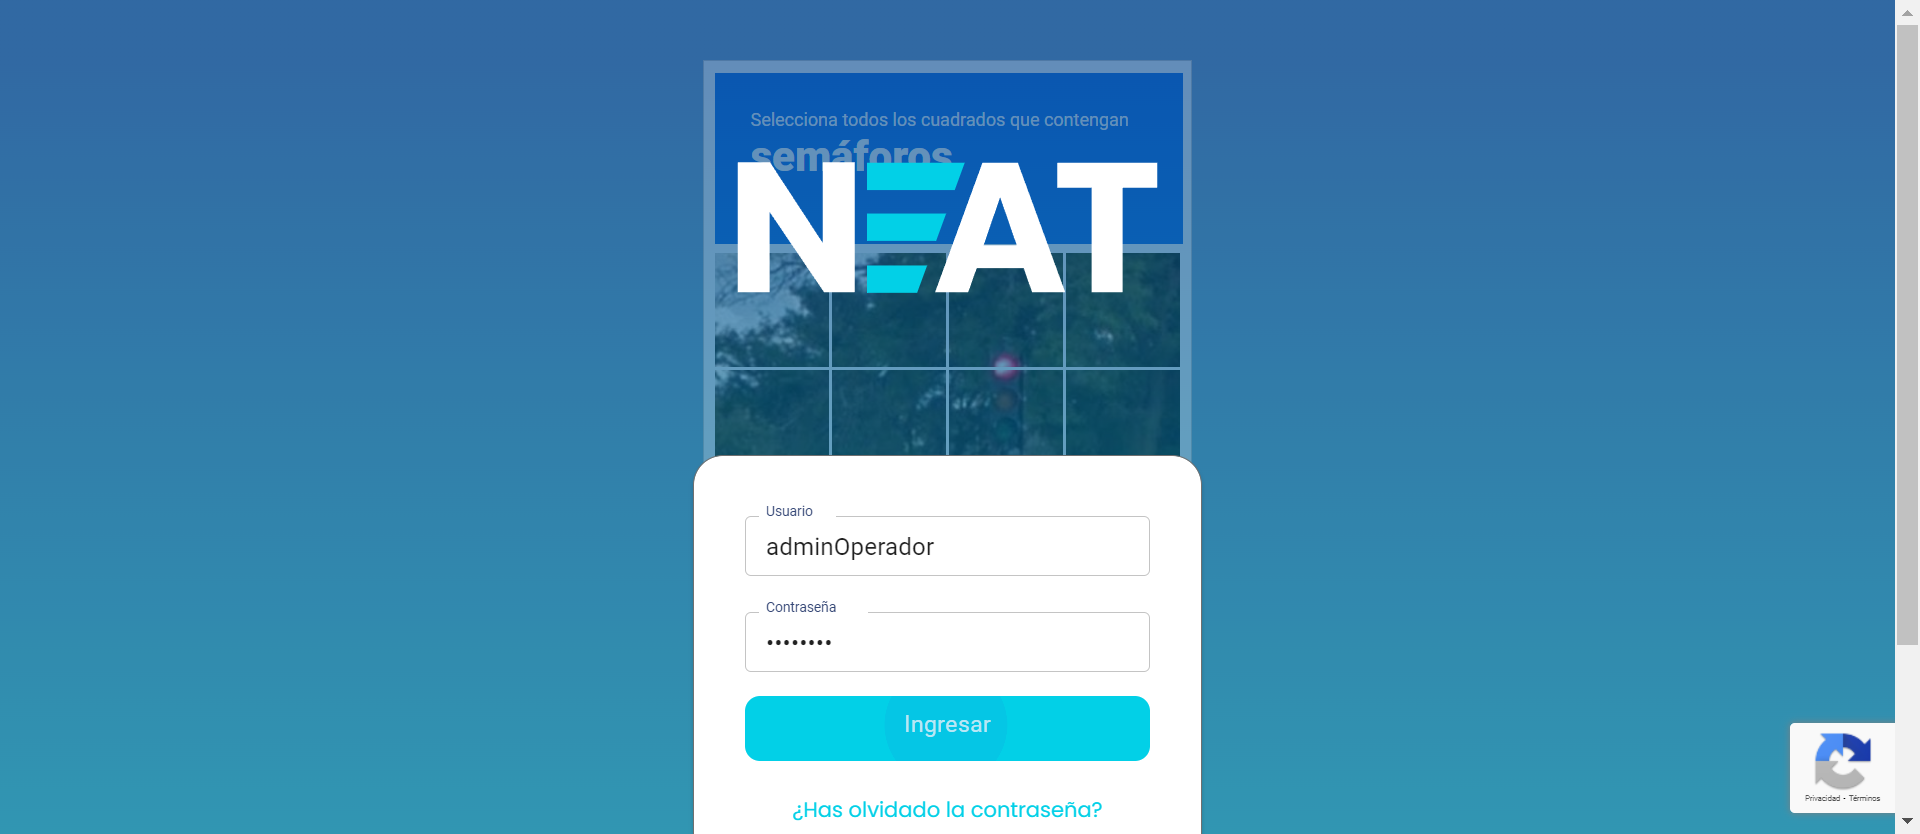 Selecciona todos los cuadrados que contengan
semáforos
NEAT
Usuario
adminOperador
Contraseña
••••••••
Ingresar
¿Has olvidado la contraseña?
Privacidad - Términos